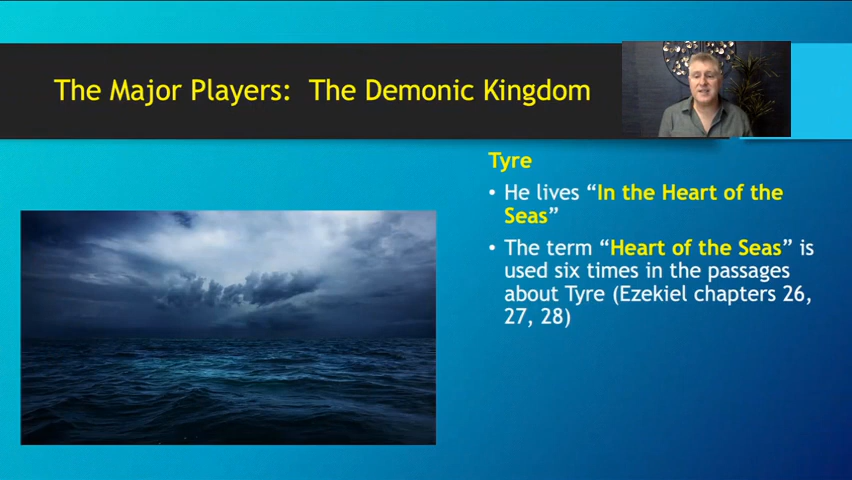 The Major Players:  The Demonic Kingdom
Tyre
• He lives “In the Heart of the
Seas”
• The term “Heart of the Seas” is
used six times in the passages
about Tyre (Ezekiel chapters 26,
27, 28)